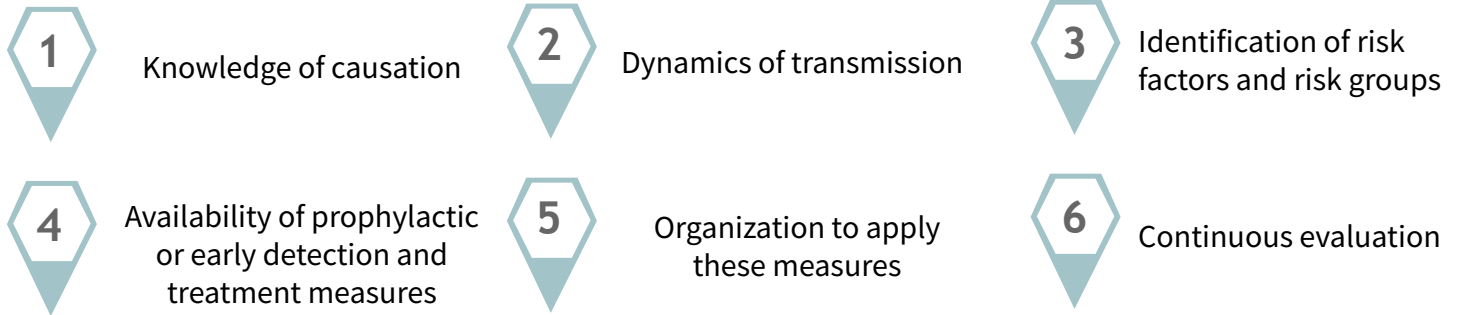 1
Knowledge of causation
2
Dynamics of transmission
3
Identification of risk
factors and risk groups
4
Availability of prophylactic
or early detection and
treatment measures
5
Organization to apply
these measures
6
Continuous evaluation